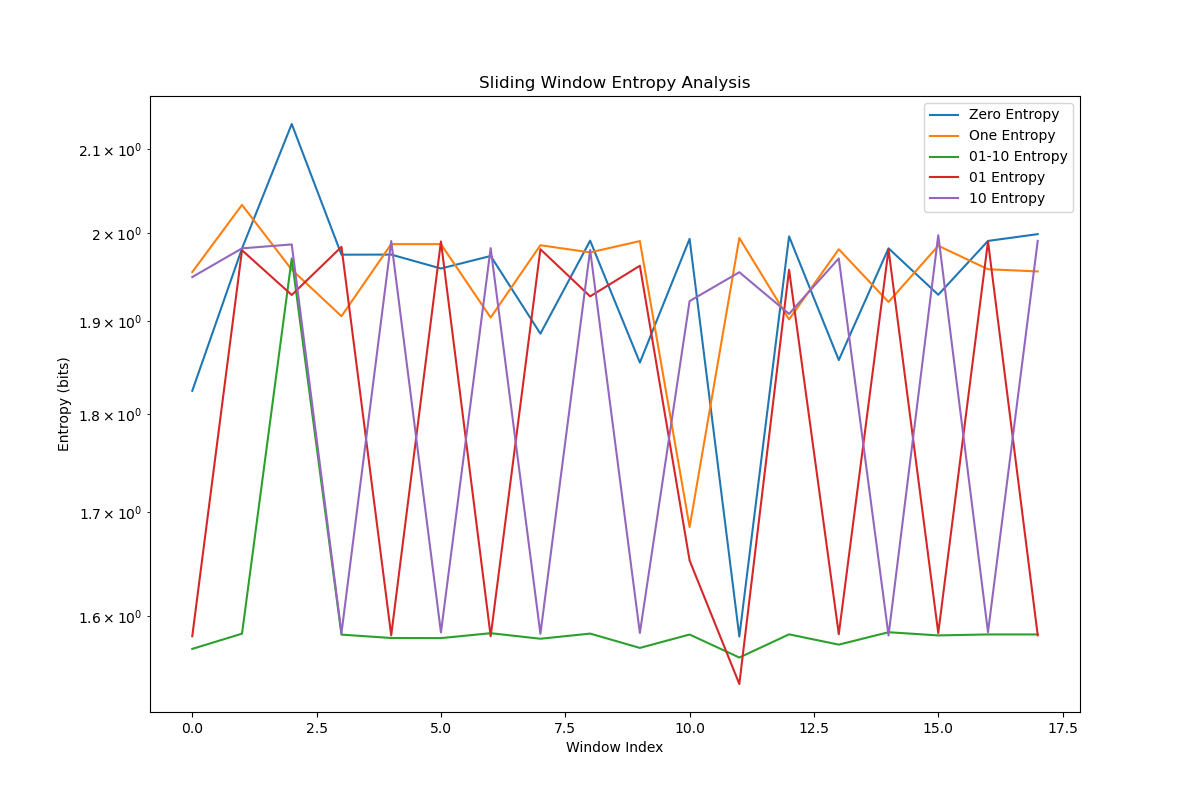 Sliding Window Entropy Analysis
Zero Entropy
One Entropy
01-10 Entropy
01 Entropy
10 Entropy
2.1 × 10⁰
2 × 10⁰
1.9 × 10⁰
1.8 × 10⁰
1.7 × 10⁰
1.6 × 10⁰
Entropy (bits)
0.0 2.5 5.0 7.5 10.0 12.5 15.0 17.5
Window Index